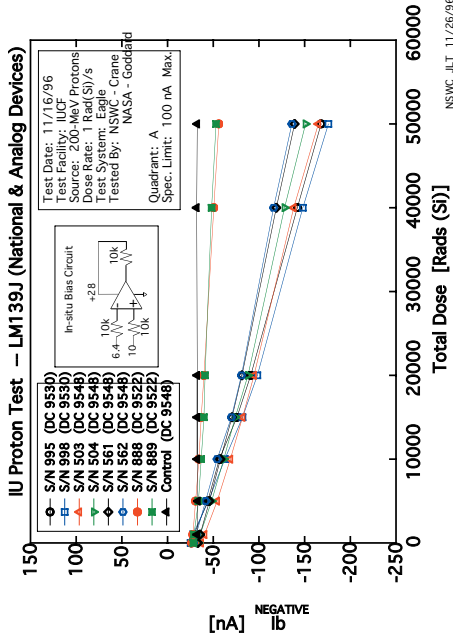 IU Proton Test – LM139J (National & Analog Devices)
150
100
50
0
-50
-100
-150
-200
-250
[nA]
NEGATIVE
Ib
S/N 995 (DC 9530)
S/N 998 (DC 9530)
S/N 503 (DC 9548)
S/N 504 (DC 9548)
S/N 561 (DC 9548)
S/N 562 (DC 9548)
S/N 888 (DC 9522)
S/N 889 (DC 9522)
Control (DC 9548)
In-situ Bias Circuit
+28
10k
6.4
10k
10
10k
Test Date: 11/16/96
Test Facility: IUCF
Source: 200-MeV Protons
Dose Rate: 1 Rad(Si)/s
Test System: Eagle
Tested By: NSWC - Crane
NASA - Goddard
Quadrant: A
Spec. Limit: 100 nA Max.
0
10000
20000
30000
40000
50000
60000
Total Dose [Rads (Si)]
NSWC JLT 11/26/96